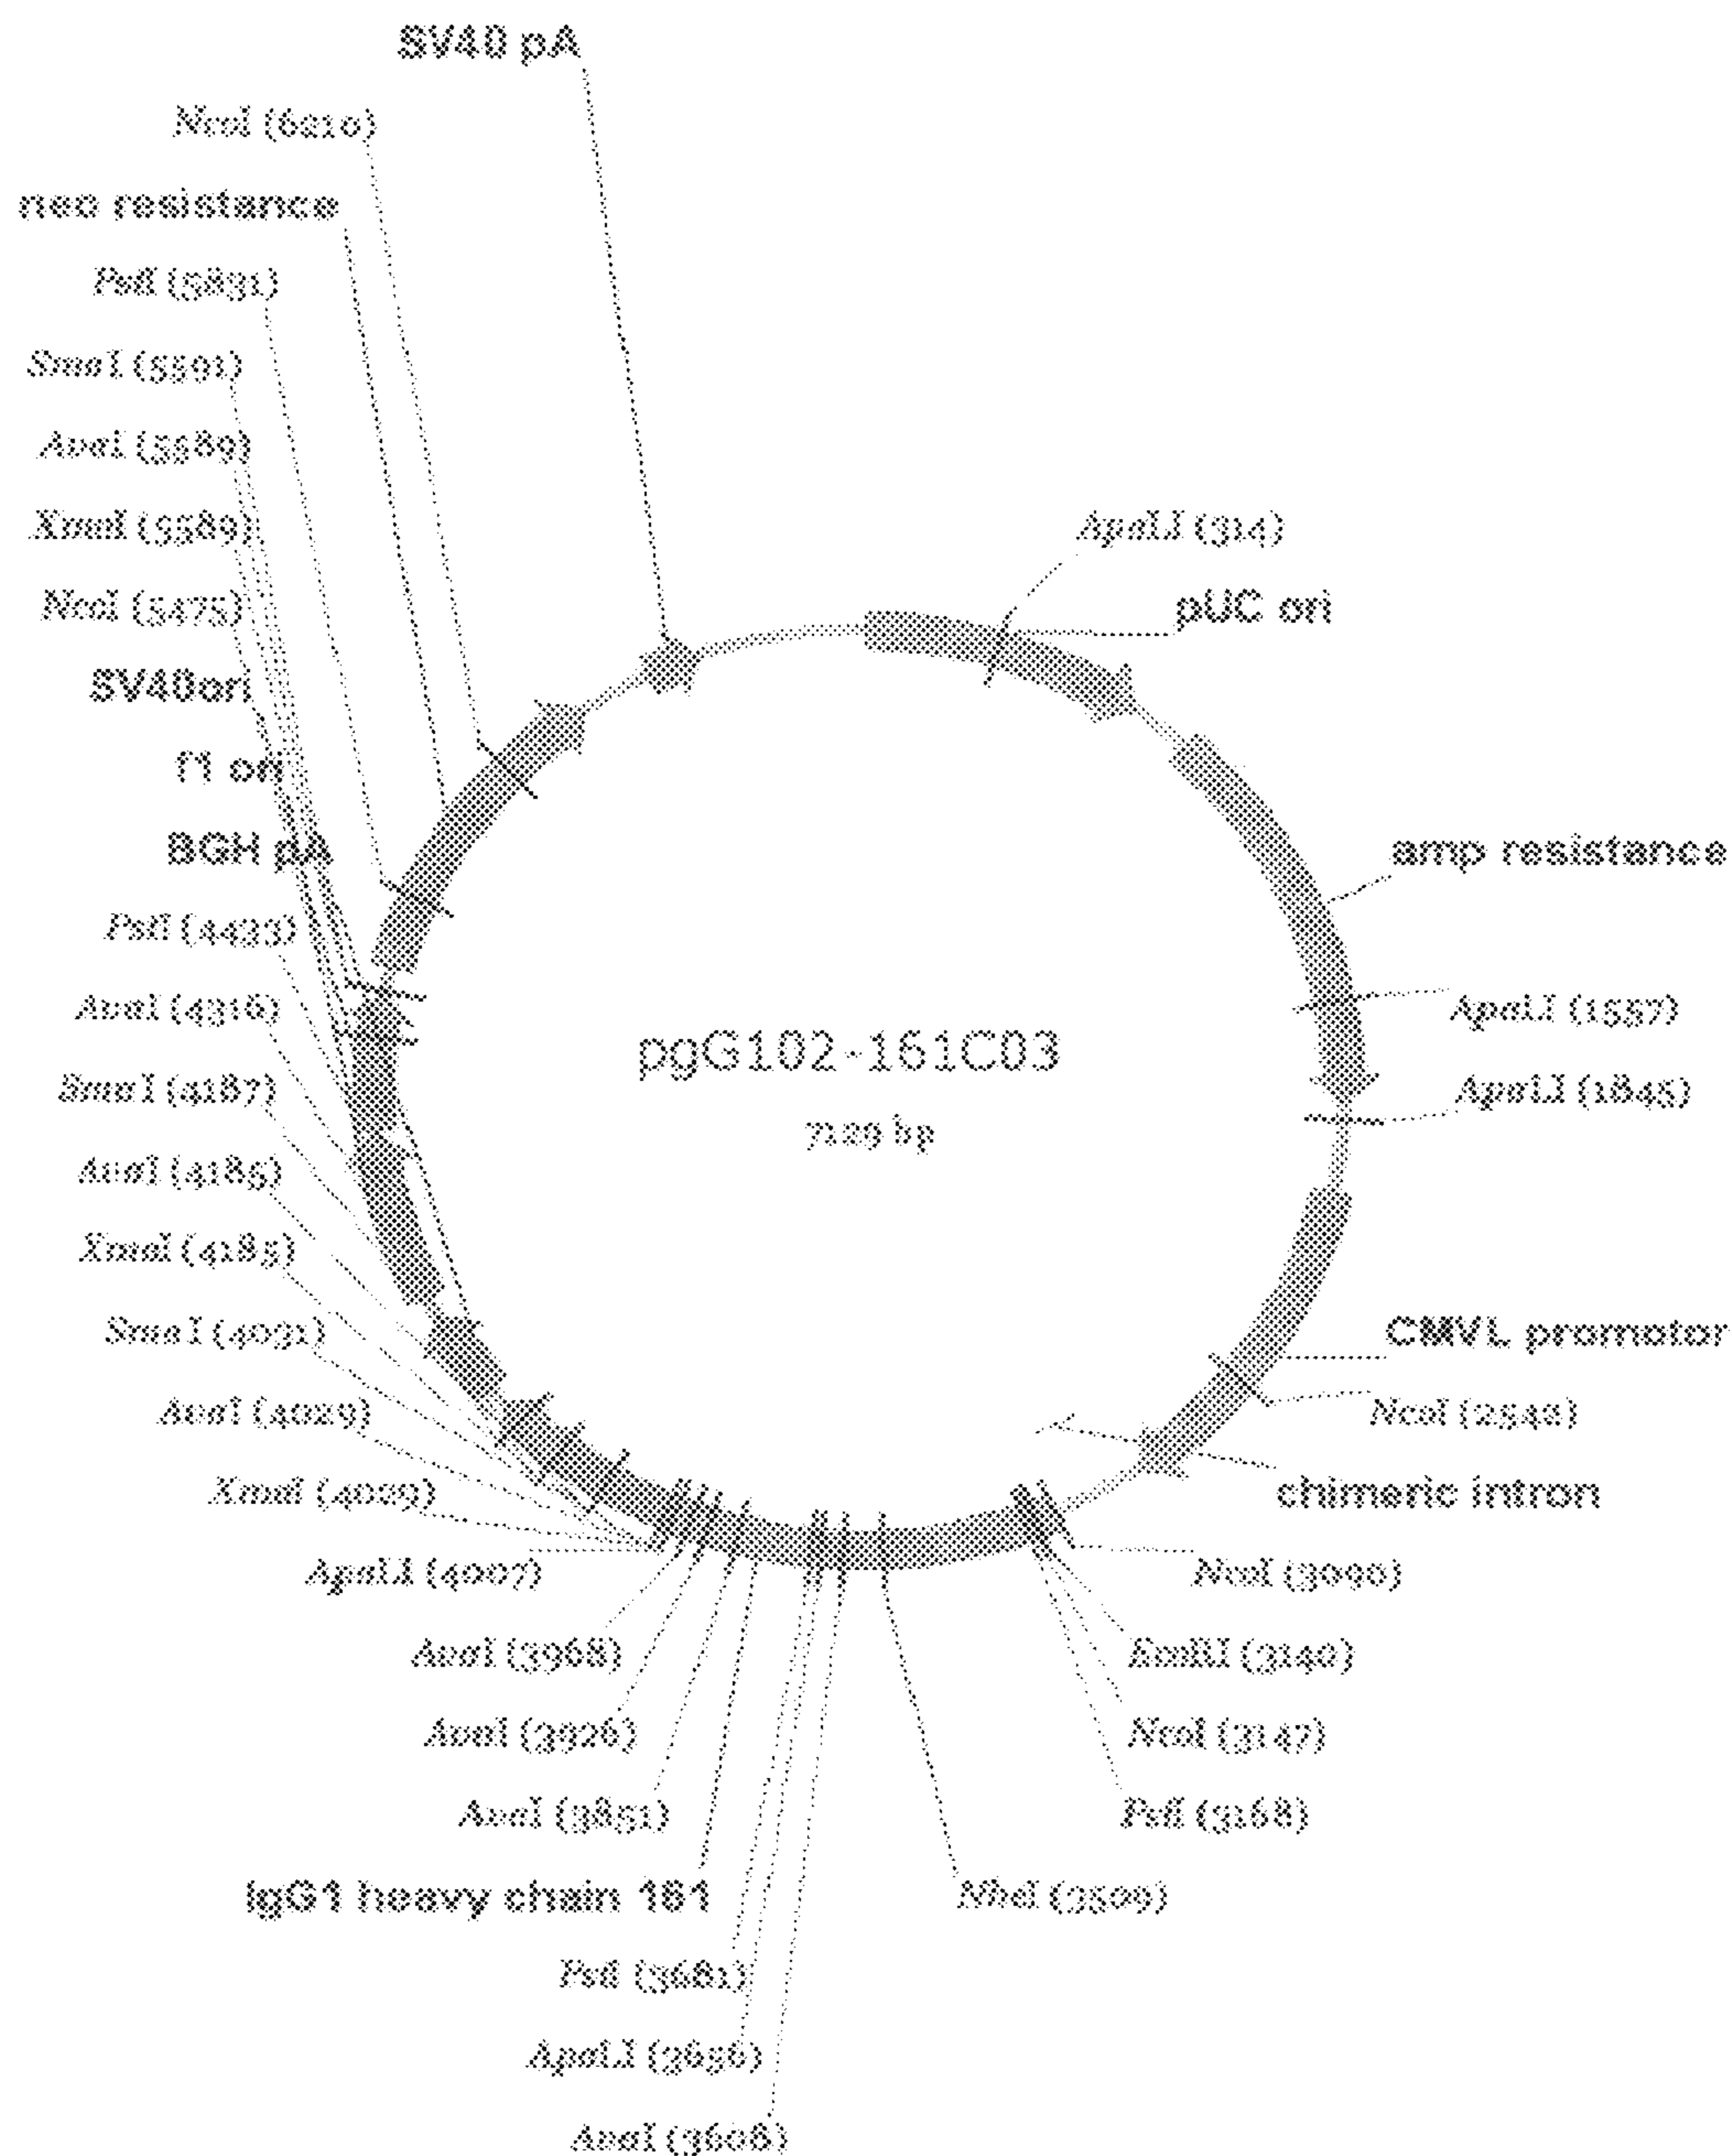 SV40 pA
NcoI (6210)
neo resistance
PstI (5831)
SmaI (5591)
AvaI (5589)
XmaI (5589)
NcoI (5475)
SV40ori
f1 ori
BGH pA
PstI (4423)
AvaI (4316)
SmaI (4187)
AvaI (4185)
XmaI (4185)
SmaI (4031)
AvaI (4029)
XmaI (4029)
ApaLI (4007)
AvaI (3968)
AvaI (3926)
AvaI (3851)
IgG1 heavy chain 161
PstI (3681)
ApaLI (3656)
AvaI (3608)
ApaLI (314)
pUC ori
amp resistance
ApaLI (1557)
ApaLI (1845)
CMVL promotor
NcoI (2542)
chimeric intron
NcoI (3090)
(3140)
NcoI (3147)
PstI (3168)
NheI (3509)
pgG102-161C03
7129 bp